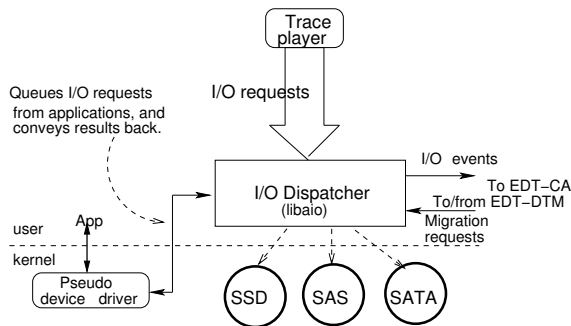 Trace
player
Queues I/O requests
from applications, and
conveys results back.
I/O requests
I/O events
I/O Dispatcher
(libaio)
To EDT-CA
To/from EDT-DTM
Migration
requests
App
user
kernel
Pseudo
device driver
SSD
SAS
SATA